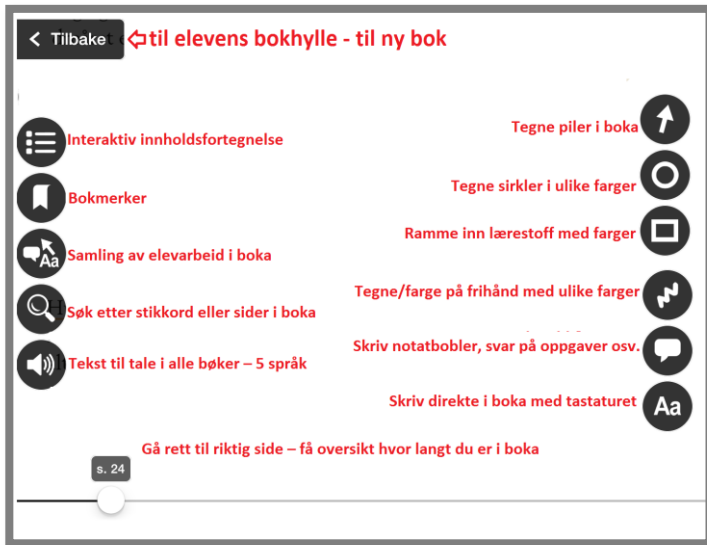 Tilbake
til elevens bokhylle - til ny bok
Interaktiv innholdsfortegnelse
Bokmerker
Aa
Samling av elevarbeid i boka
Søk etter stikkord eller sider i boka
Tekst til tale i alle bøker – 5 språk
Tegne piler i boka
Tegne sirkler i ulike farger
Ramme inn lærestoff med farger
Tegne/farge på frihånd med ulike farger
Skriv notatbobler, svar på oppgaver osv.
Skriv direkte i boka med tastaturet
Aa
Gå rett til riktig side – få oversikt hvor langt du er i boka
s. 24